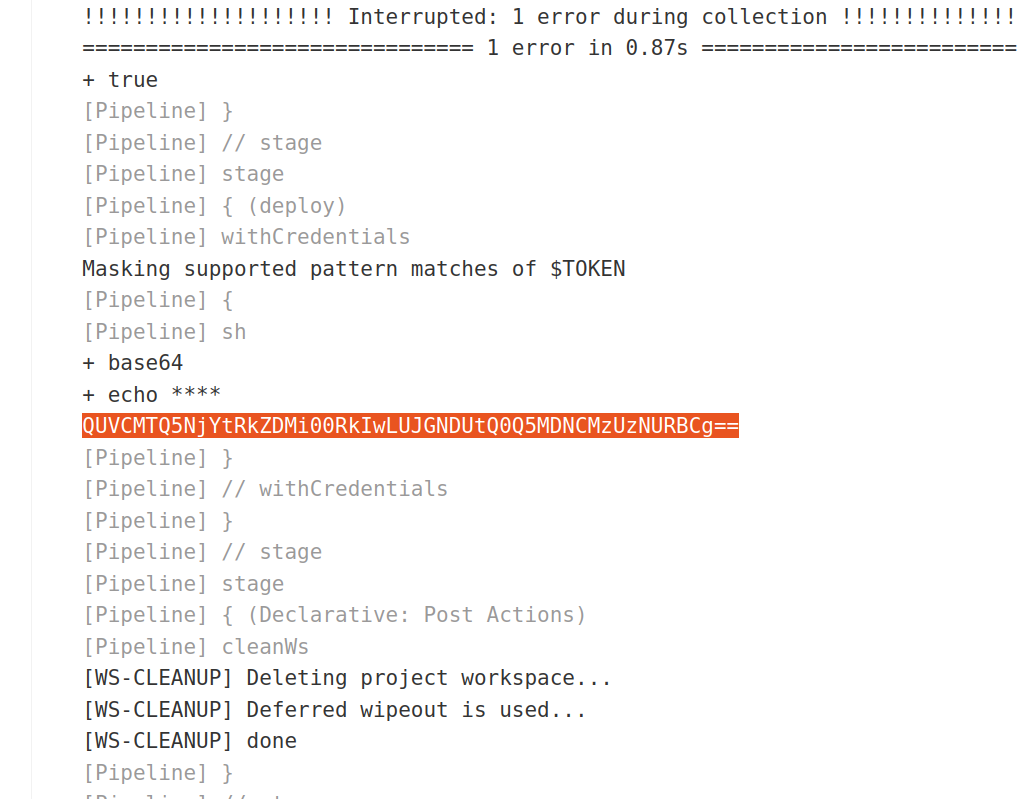 !!!!!!!!!!!!!!!!!!!! Interrupted: 1 error during collection !!!!!!!!!!!!!!
=============================== 1 error in 0.87s =========================
+ true
[Pipeline] }
[Pipeline] // stage
[Pipeline] stage
[Pipeline] { (deploy)
[Pipeline] withCredentials
Masking supported pattern matches of $TOKEN
[Pipeline] {
[Pipeline] sh
+ base64
+ echo ****
QUVCMTQ5NjYtRkZDMi00RkIwLUJGNDUtQ0Q5MDNCMzUzNURBCg==
[Pipeline] }
[Pipeline] // withCredentials
[Pipeline] }
[Pipeline] // stage
[Pipeline] stage
[Pipeline] { (Declarative: Post Actions)
[Pipeline] cleanWs
[WS-CLEANUP] Deleting project workspace...
[WS-CLEANUP] Deferred wipeout is used...
[WS-CLEANUP] done
[Pipeline] }